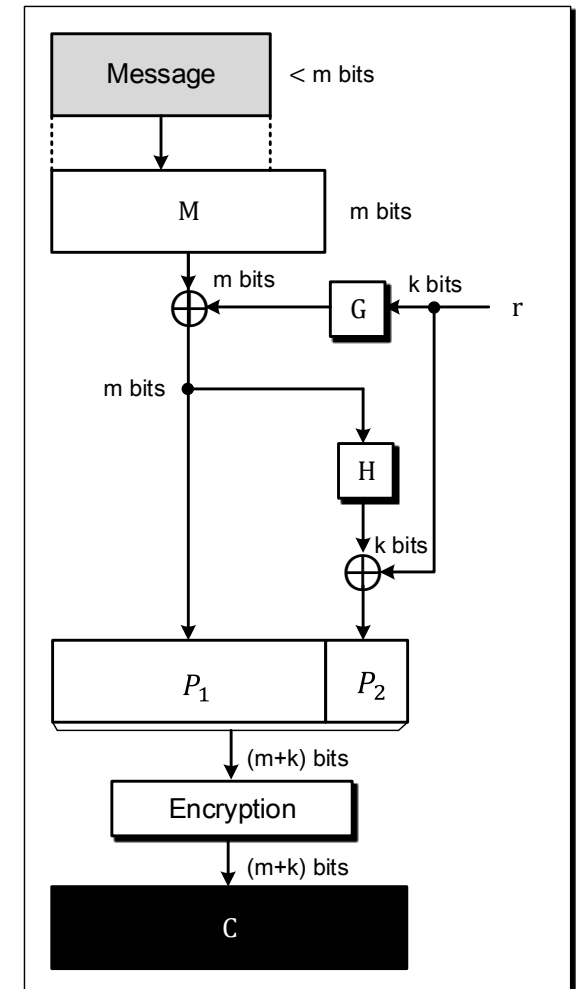 Message
< m bits
M
m bits
m bits
G
k bits
r
m bits
H
k bits
P₁
P₂
(m+k) bits
Encryption
(m+k) bits
C